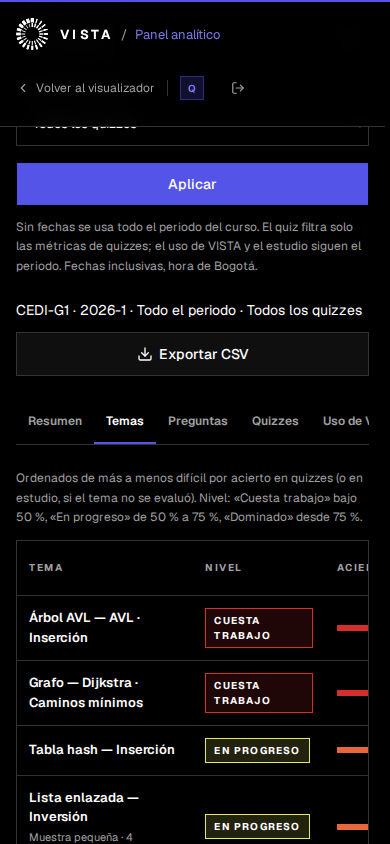 VISTA / Panel analítico
Volver al visualizador
Q
Aplicar
Sin fechas se usa todo el periodo del curso. El quiz filtra solo
las métricas de quizzes; el uso de VISTA y el estudio siguen el
periodo. Fechas inclusivas, hora de Bogotá.
CEDI-G1 · 2026-1 · Todo el periodo · Todos los quizzes
Exportar CSV
Resumen Temas Preguntas Quizzes Uso de
Ordenados de más a menos difícil por acierto en quizzes (o en
estudio, si el tema no se evaluó). Nivel: «Cuesta trabajo» bajo
50 %, «En progreso» de 50 % a 75 %, «Dominado» desde 75 %.
TEMA NIVEL
Árbol AVL — AVL ·
Inserción
CUESTA
TRABAJO
Grafo — Dijkstra ·
Caminos mínimos
CUESTA
TRABAJO
Tabla hash — Inserción EN PROGRESO
Lista enlazada —
Inversión
EN PROGRESO
Muestra pequeña · 4